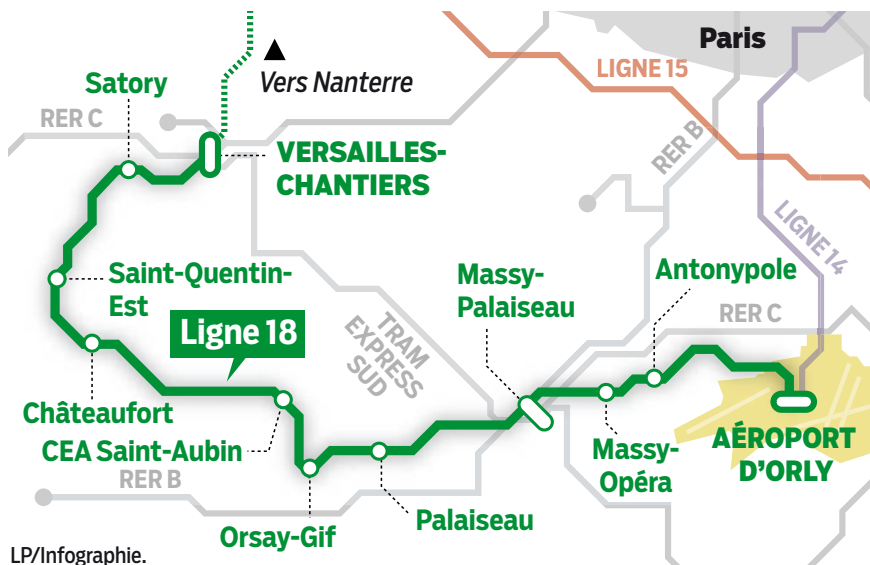 Paris
Satory
Vers Nanterre
LIGNE 15
RER C
VERSAILLES-
CHANTIERS
RER B
LIGNE 14
Saint-Quentin-
Est
Massy-
Palaiseau
Antonypole
RER C
Ligne 18
TRAM
EXPRESS
SUD
Châteaufort
CEA Saint-Aubin
Massy-
Opéra
AÉROPORT
D'ORLY
RER B
Orsay-Gif
Palaiseau
LP/Infographie.